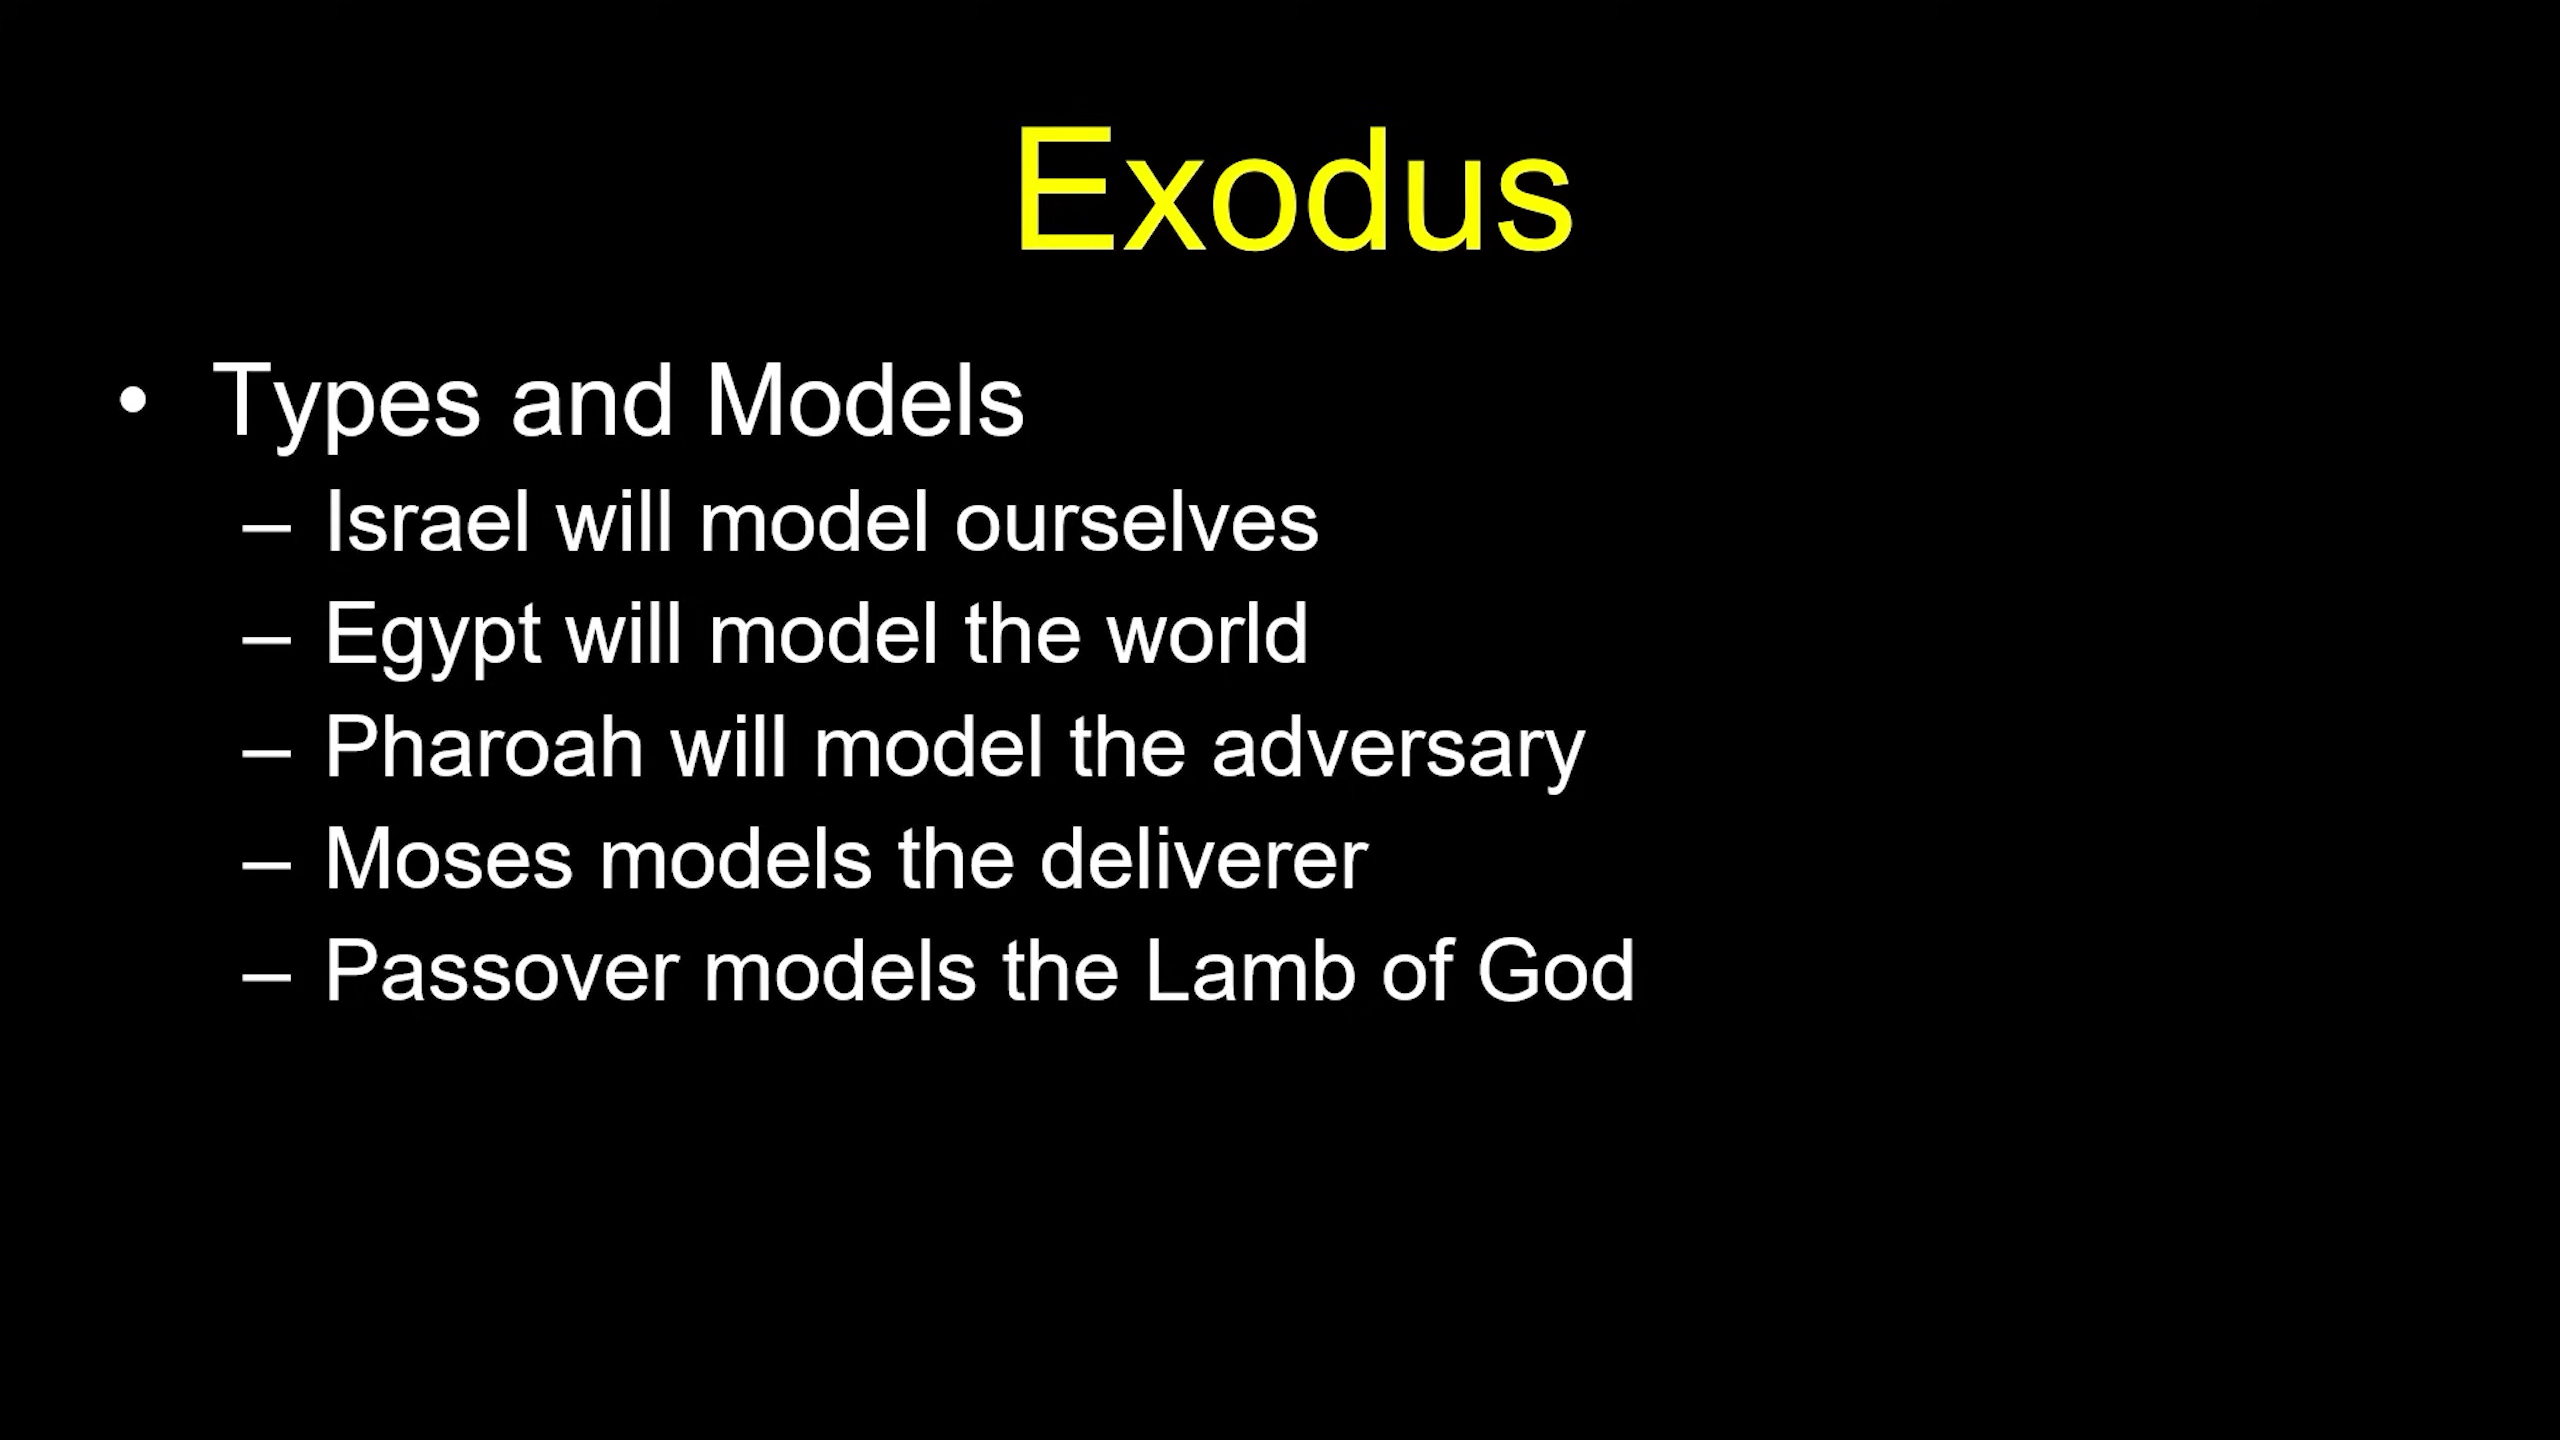 Exodus
• Types and Models
– Israel will model ourselves
– Egypt will model the world
– Pharoah will model the adversary
– Moses models the deliverer
– Passover models the Lamb of God